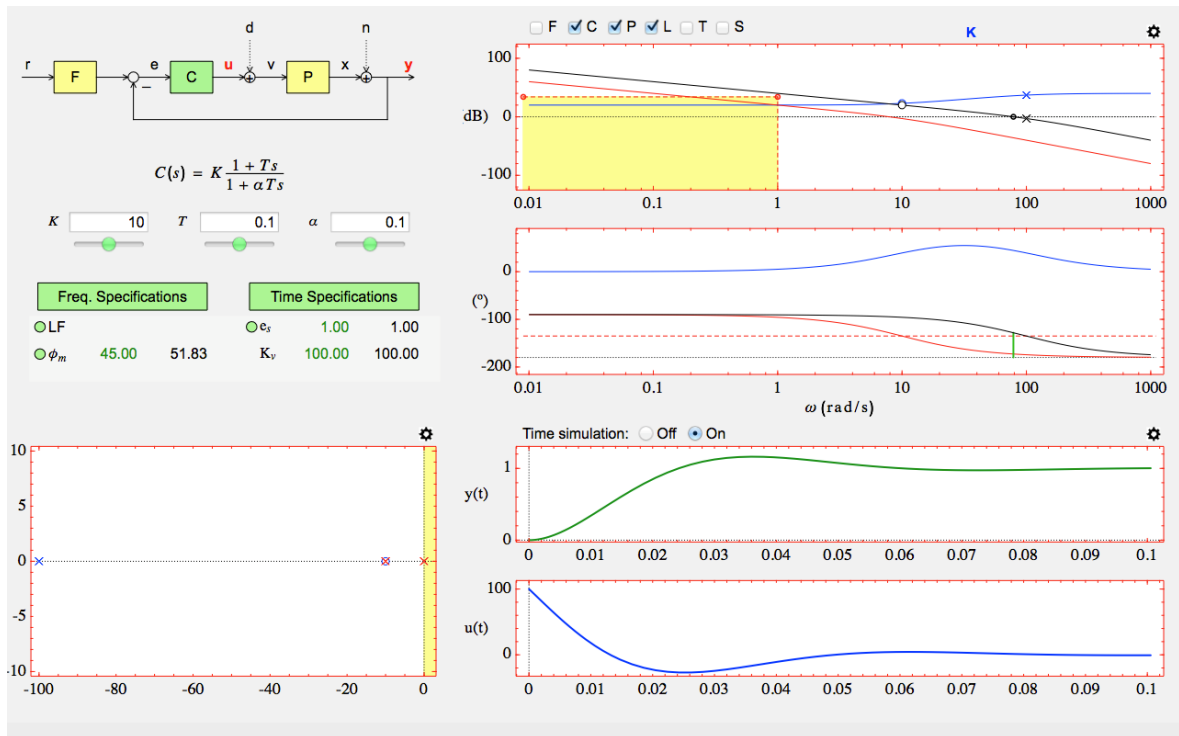 F C P L T S
K
d n
r F e C u v P x y
100
dB) 0
-100
0.01 0.1 1 10 100 1000
C(s) = K (1 + Ts) / (1 + αTs)
K 10 T 0.1 α 0.1
0
(º)
-100
-200
0.01 0.1 1 10 100 1000
ω (rad/s)
Freq. Specifications Time Specifications
LF e_s 1.00 1.00
ϕ_m 45.00 51.83 K_v 100.00 100.00
10
5
0
-5
-10
-100 -80 -60 -40 -20 0
Time simulation: Off On
1
y(t)
0
0 0.01 0.02 0.03 0.04 0.05 0.06 0.07 0.08 0.09 0.1
100
u(t)
0
0 0.01 0.02 0.03 0.04 0.05 0.06 0.07 0.08 0.09 0.1